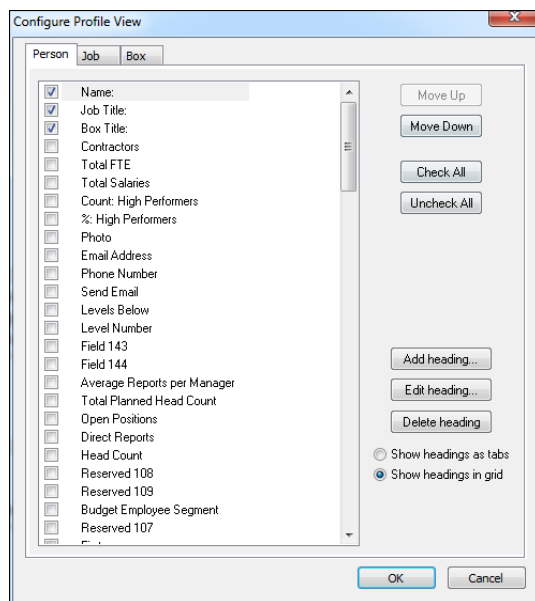 Configure Profile View
Person Job Box
Name:
Job Title:
Box Title:
Contractors
Total FTE
Total Salaries
Count: High Performers
%: High Performers
Photo
Email Address
Phone Number
Send Email
Levels Below
Level Number
Field 143
Field 144
Average Reports per Manager
Total Planned Head Count
Open Positions
Direct Reports
Head Count
Reserved 108
Reserved 109
Budget Employee Segment
Reserved 107
Move Up
Move Down
Check All
Uncheck All
Add heading...
Edit heading...
Delete heading
Show headings as tabs
Show headings in grid
OK Cancel